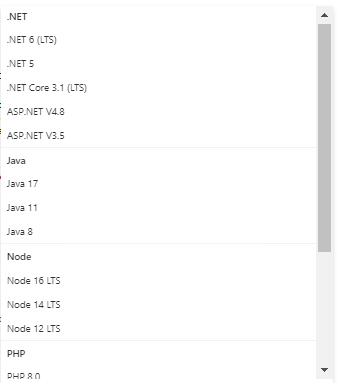 .NET
.NET 6 (LTS)
.NET 5
.NET Core 3.1 (LTS)
ASP.NET V4.8
ASP.NET V3.5
Java
Java 17
Java 11
Java 8
Node
Node 16 LTS
Node 14 LTS
Node 12 LTS
PHP
PHP 8.0